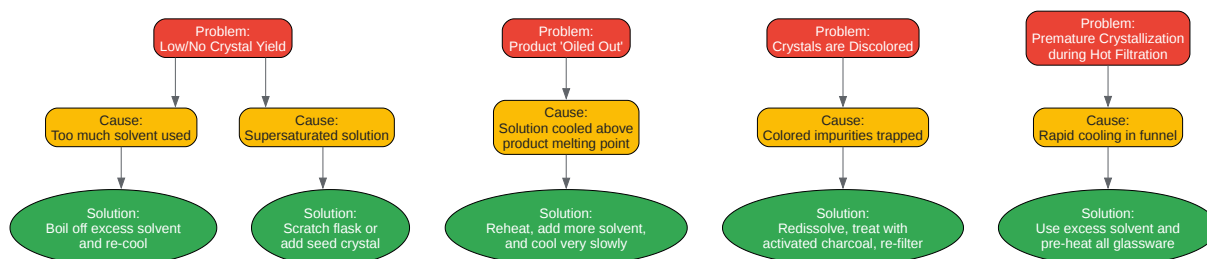 Problem:
Low/No Crystal Yield
Problem:
Product 'Oiled Out'
Problem:
Crystals are Discolored
Problem:
Premature Crystallization
during Hot Filtration
Cause:
Too much solvent used
Cause:
Supersaturated solution
Cause:
Solution cooled above
product melting point
Cause:
Colored impurities trapped
Cause:
Rapid cooling in funnel
Solution:
Boil off excess solvent
and re-cool
Solution:
Scratch flask or
add seed crystal
Solution:
Reheat, add more solvent,
and cool very slowly
Solution:
Redissolve, treat with
activated charcoal, re-filter
Solution:
Use excess solvent and
pre-heat all glassware